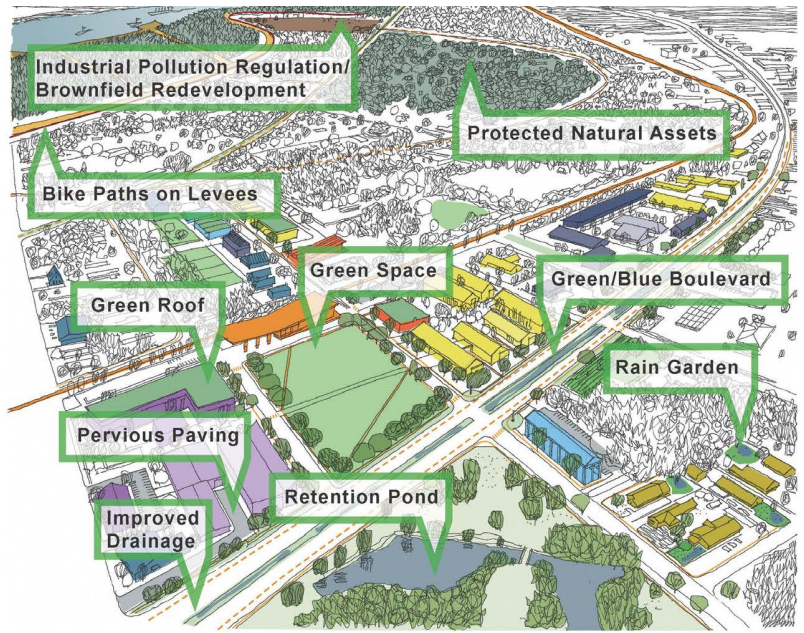 Industrial Pollution Regulation/
Brownfield Redevelopment
Protected Natural Assets
Bike Paths on Levees
Green Space
Green/Blue Boulevard
Green Roof
Rain Garden
Pervious Paving
Retention Pond
Improved
Drainage